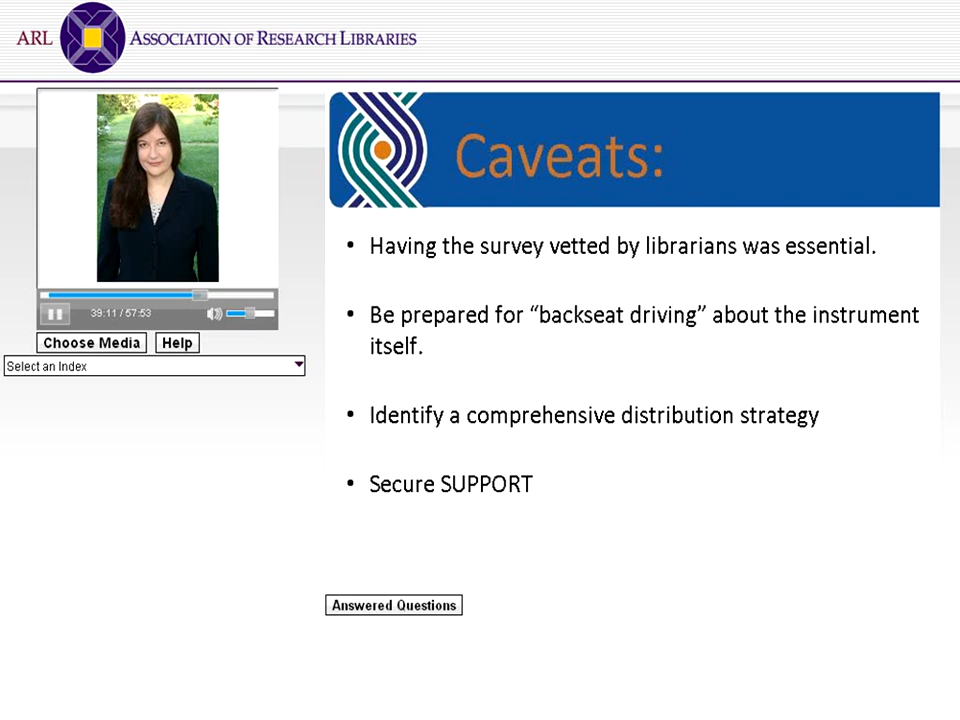 ARL ASSOCIATION OF RESEARCH LIBRARIES
39:11 / 57:53
Choose Media Help
Select an Index
Caveats:
• Having the survey vetted by librarians was essential.
• Be prepared for “backseat driving” about the instrument
itself.
• Identify a comprehensive distribution strategy
• Secure SUPPORT
Answered Questions